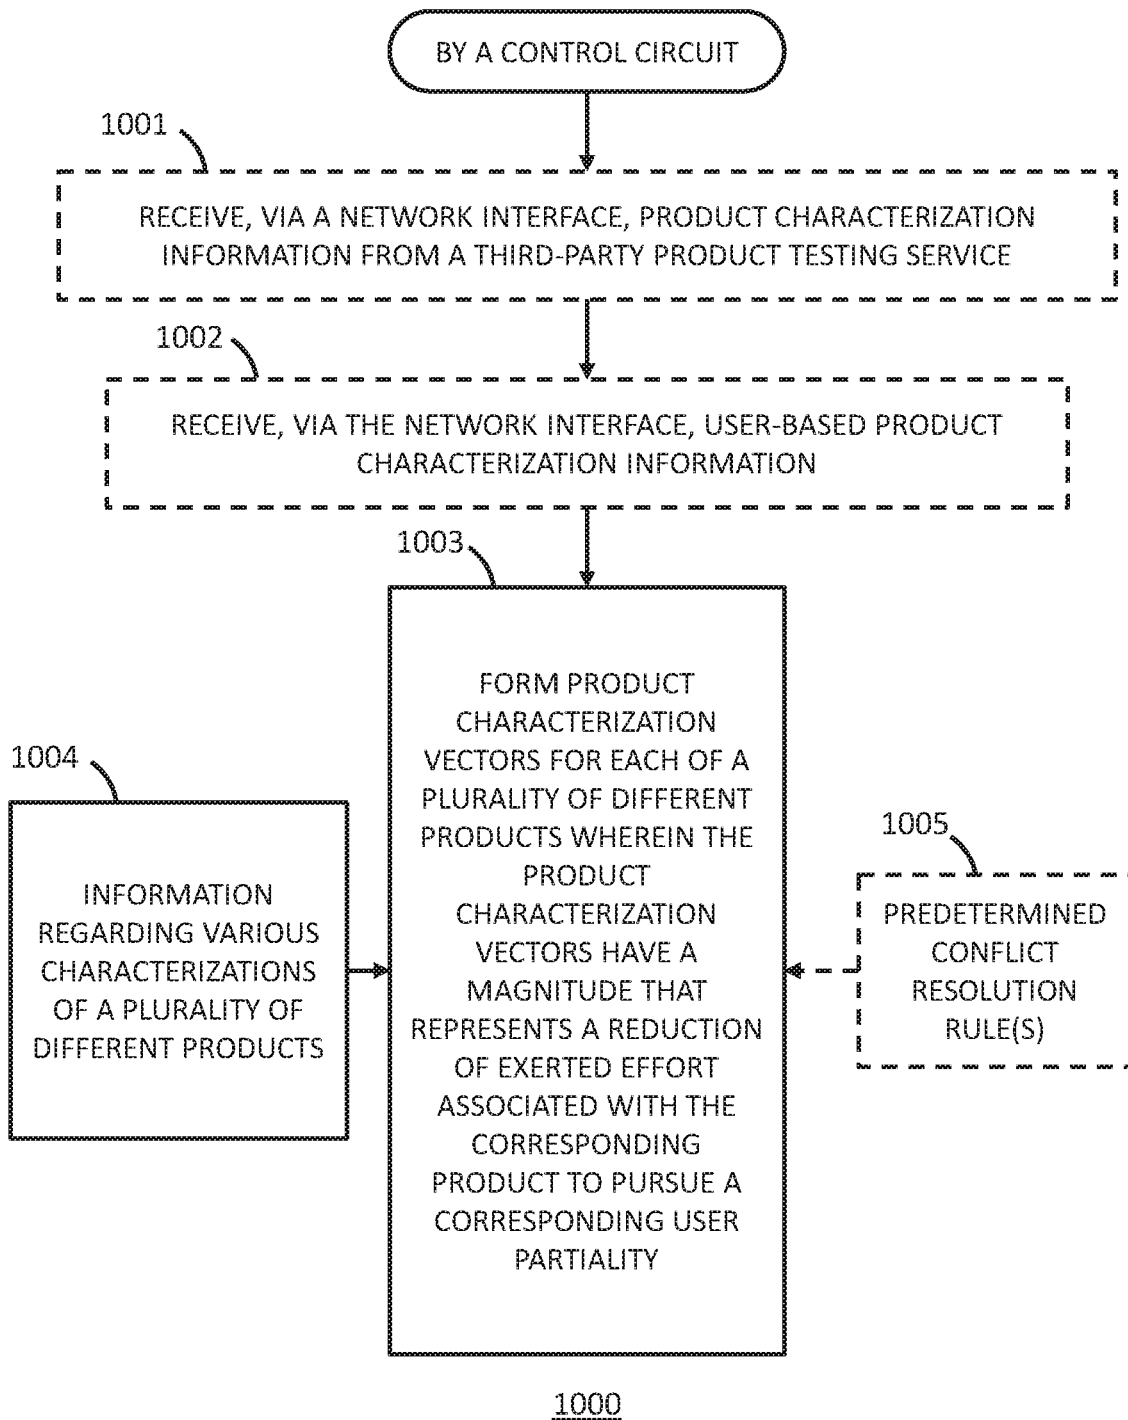 BY A CONTROL CIRCUIT
1001
RECEIVE, VIA A NETWORK INTERFACE, PRODUCT CHARACTERIZATION
INFORMATION FROM A THIRD-PARTY PRODUCT TESTING SERVICE
1002
RECEIVE, VIA THE NETWORK INTERFACE, USER-BASED PRODUCT
CHARACTERIZATION INFORMATION
1003
FORM PRODUCT
CHARACTERIZATION
VECTORS FOR EACH OF A
PLURALITY OF DIFFERENT
PRODUCTS WHEREIN THE
PRODUCT
CHARACTERIZATION
VECTORS HAVE A
MAGNITUDE THAT
REPRESENTS A REDUCTION
OF EXERTED EFFORT
ASSOCIATED WITH THE
CORRESPONDING
PRODUCT TO PURSUE A
CORRESPONDING USER
PARTIALITY
1004
INFORMATION
REGARDING VARIOUS
CHARACTERIZATIONS
OF A PLURALITY OF
DIFFERENT PRODUCTS
1005
PREDETERMINED
CONFLICT
RESOLUTION
RULE(S)
1000